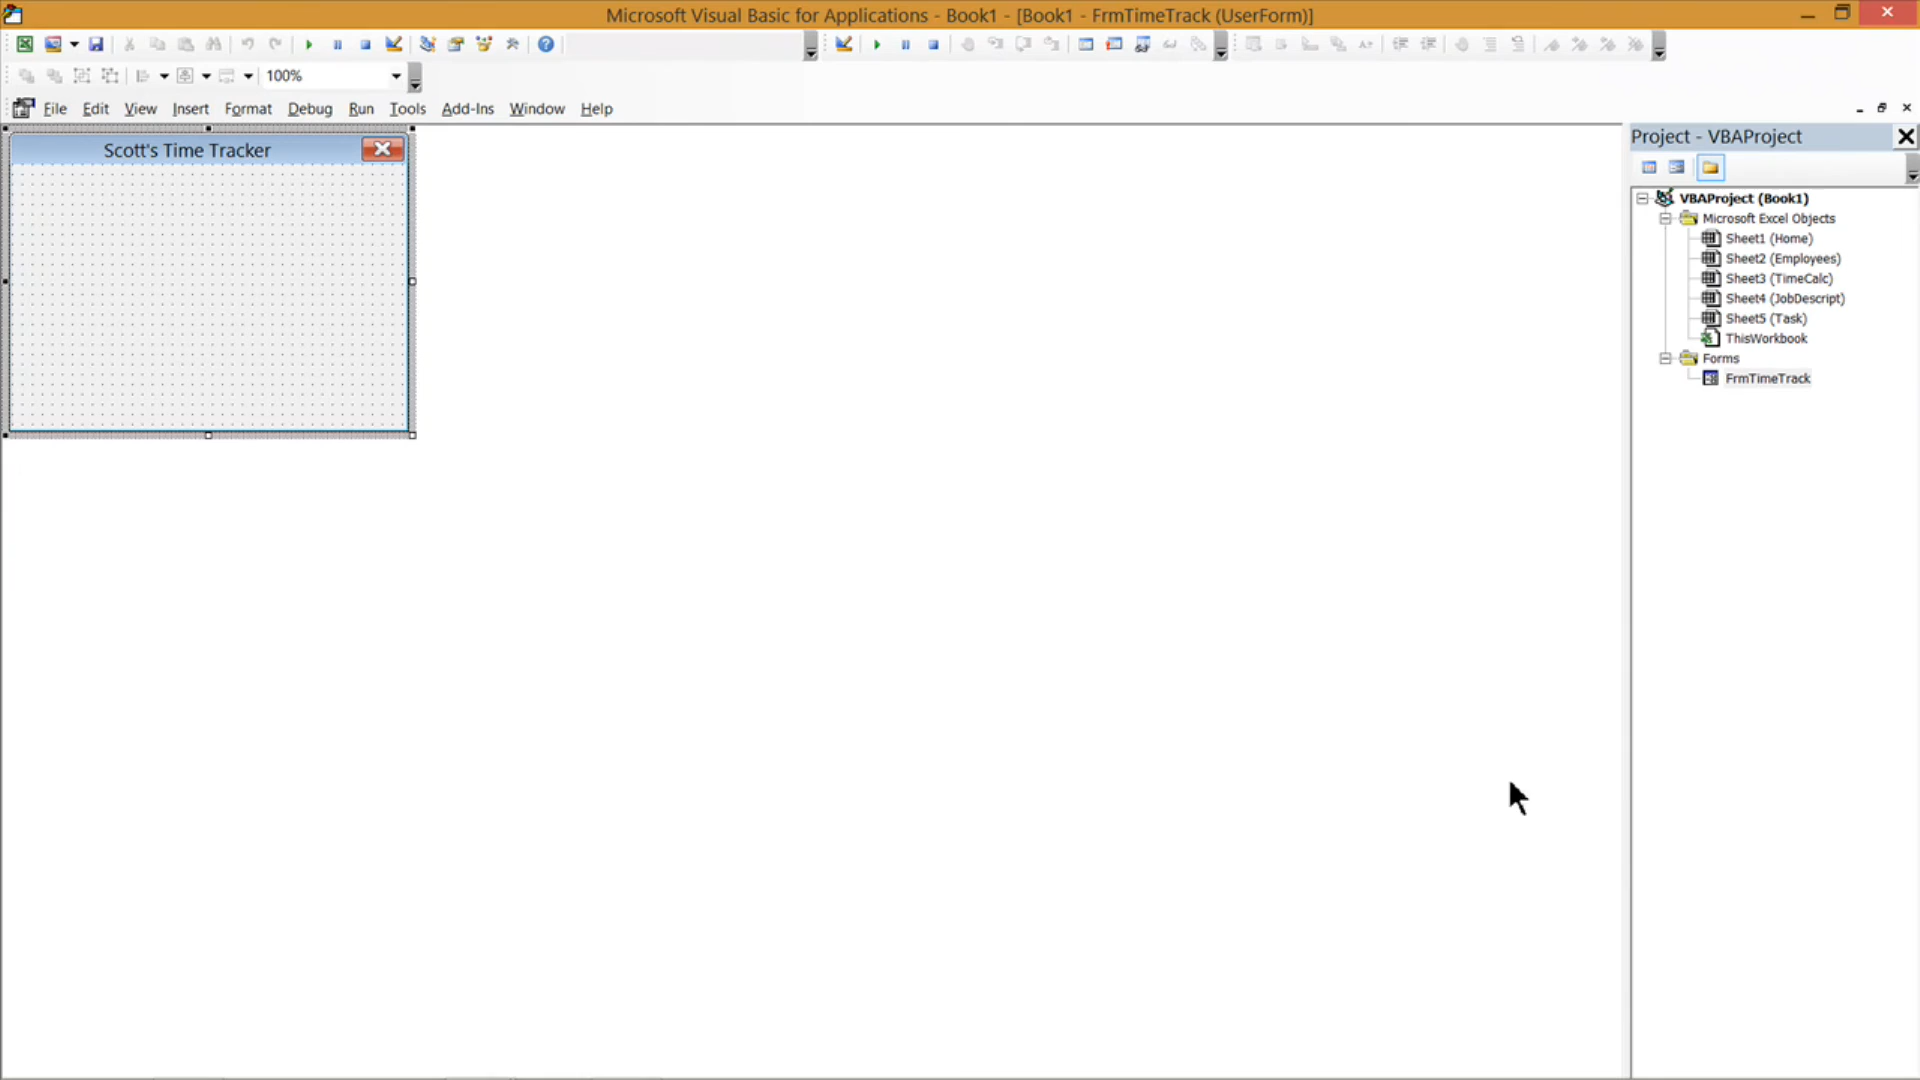 Microsoft Visual Basic for Applications - Book1 - [Book1 - FrmTimeTrack (UserForm)]
100%
File Edit View Insert Format Debug Run Tools Add-Ins Window Help
Scott's Time Tracker
Project - VBAProject
VBAProject (Book1)
Microsoft Excel Objects
Sheet1 (Home)
Sheet2 (Employees)
Sheet3 (TimeCalc)
Sheet4 (JobDescript)
Sheet5 (Task)
ThisWorkbook
Forms
FrmTimeTrack